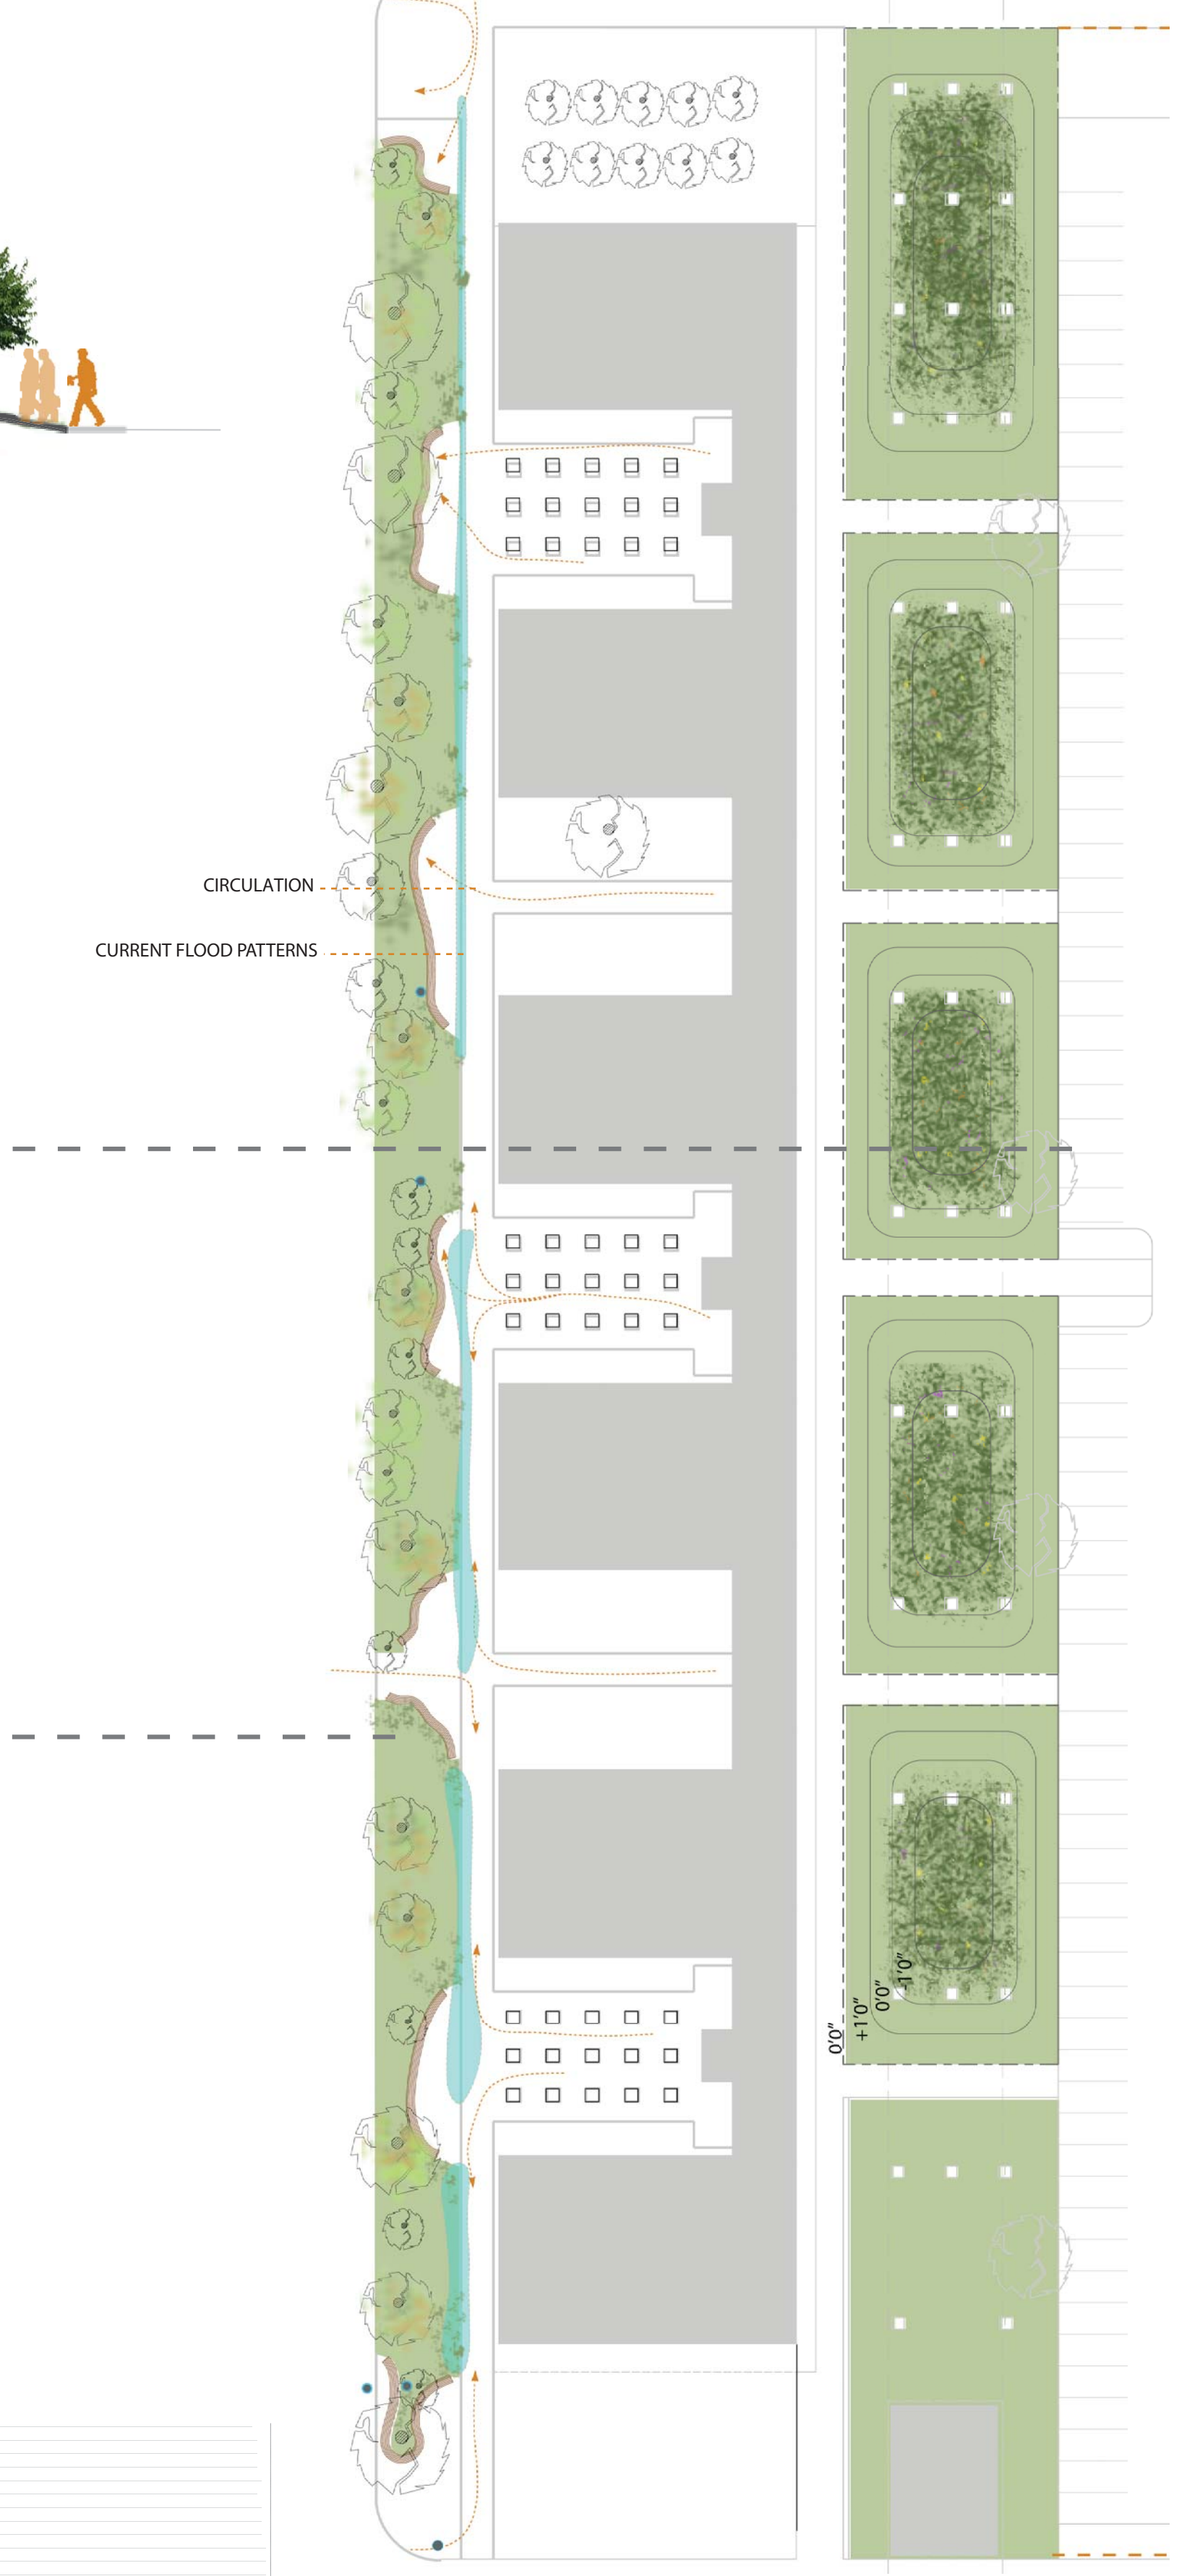 CIRCULATION
CURRENT FLOOD PATTERNS
0'0"
+1'0"
0'0"
-1'0"